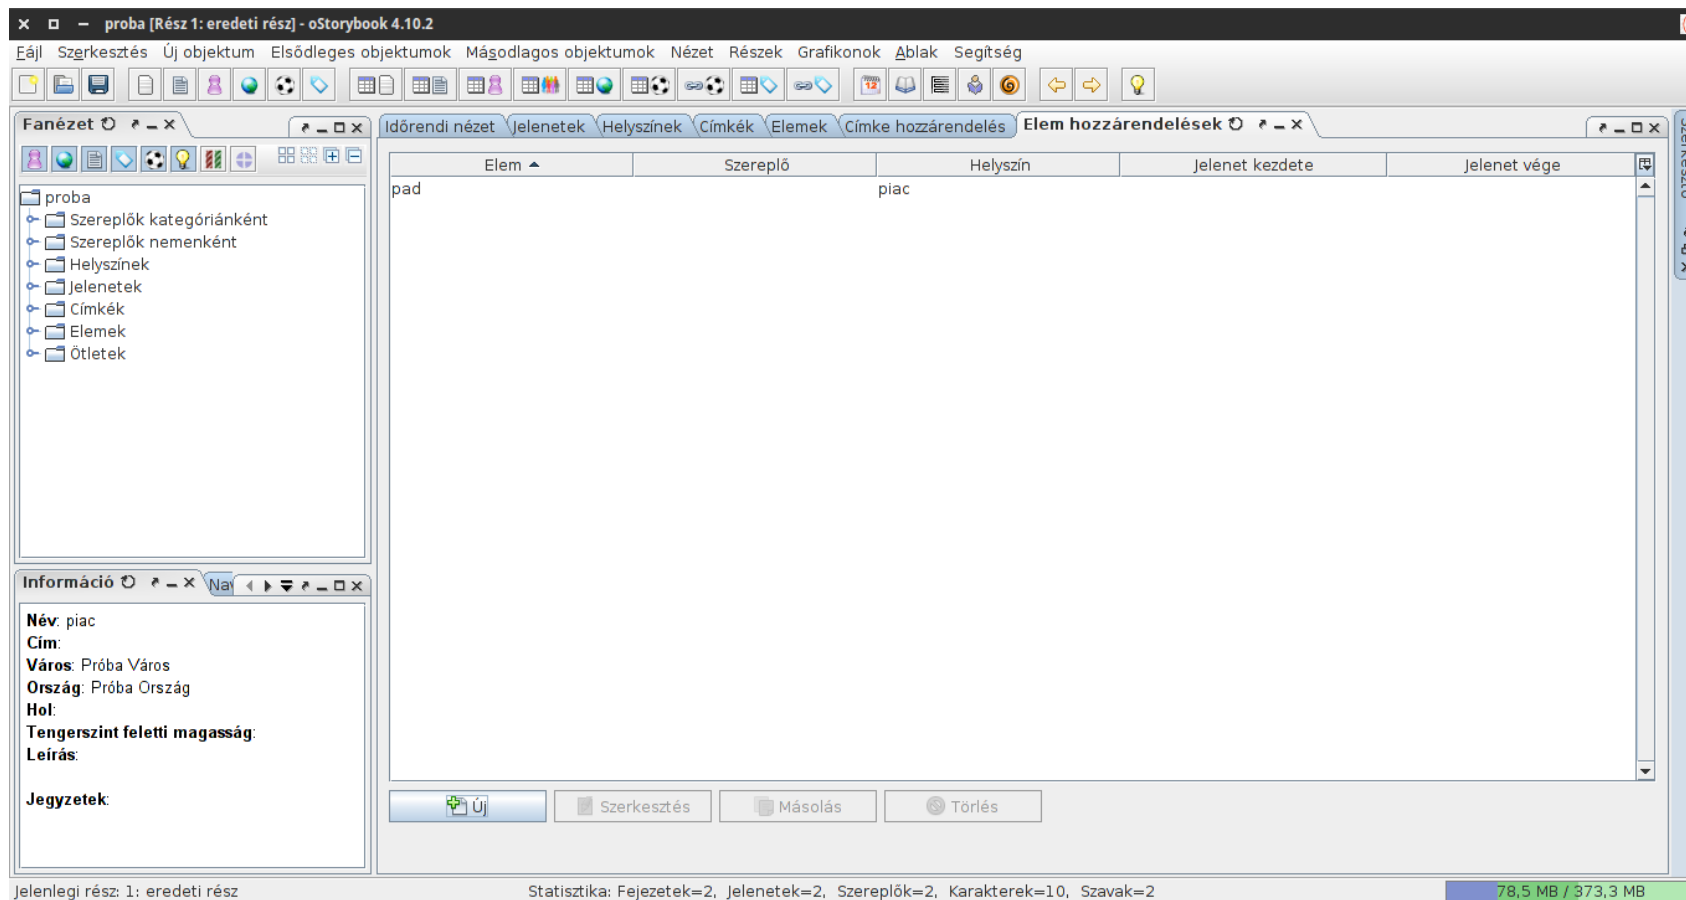 proba [Rész 1: eredeti rész] - oStorybook 4.10.2
Fájl Szerkesztés Új objektum Elsődleges objektumok Másodlagos objektumok Nézet Részek Grafikonok Ablak Segítség
12
Fanézet
Időrendi nézet Jelenetek Helyszínek Címkék Elemek Címke hozzárendelés Elem hozzárendelések
Elem Szereplő Helyszín Jelenet kezdete Jelenet vége
pad piac
proba
Szereplők kategóriánként
Szereplők nemenként
Helyszínek
Jelenetek
Címkék
Elemek
Ötletek
Információ
Név: piac
Cím:
Város: Próba Város
Ország: Próba Ország
Hol:
Tengerszint feletti magasság:
Leírás:
Jegyzetek:
Új Szerkesztés Másolás Törlés
Jelenlegi rész: 1: eredeti rész
Statisztika: Fejezetek=2, Jelenetek=2, Szereplők=2, Karakterek=10, Szavak=2
78,5 MB / 373,3 MB